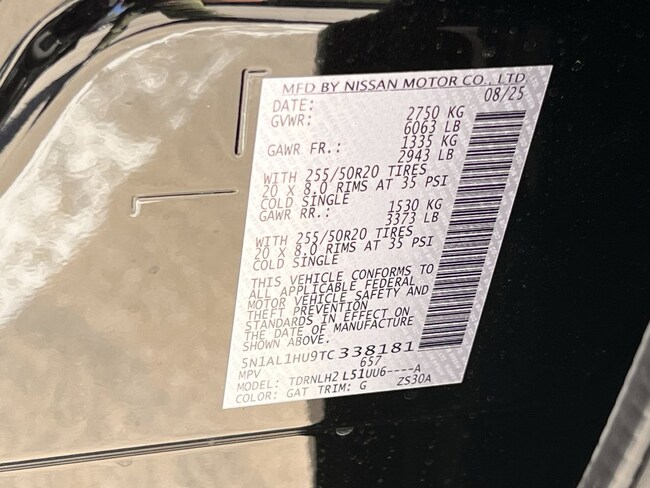 MFD BY NISSAN MOTOR CO., LTD
DATE: 08/25
GVWR: 2750 KG
6063 LB
GAWR FR.: 1335 KG
2943 LB
WITH 255/50R20 TIRES
20 X 8.0 RIMS AT 35 PSI
COLD SINGLE
GAWR RR.: 1530 KG
3373 LB
WITH 255/50R20 TIRES
20 X 8.0 RIMS AT 35 PSI
COLD SINGLE
THIS VEHICLE CONFORMS TO
ALL APPLICABLE FEDERAL
MOTOR VEHICLE SAFETY AND
THEFT PREVENTION
STANDARDS IN EFFECT ON
THE DATE OF MANUFACTURE
SHOWN ABOVE.
5N1AL1HU9TC338181
MPV 657
MODEL: TDRNLH2 L51UU6----A
COLOR: GAT TRIM: G ZS30A